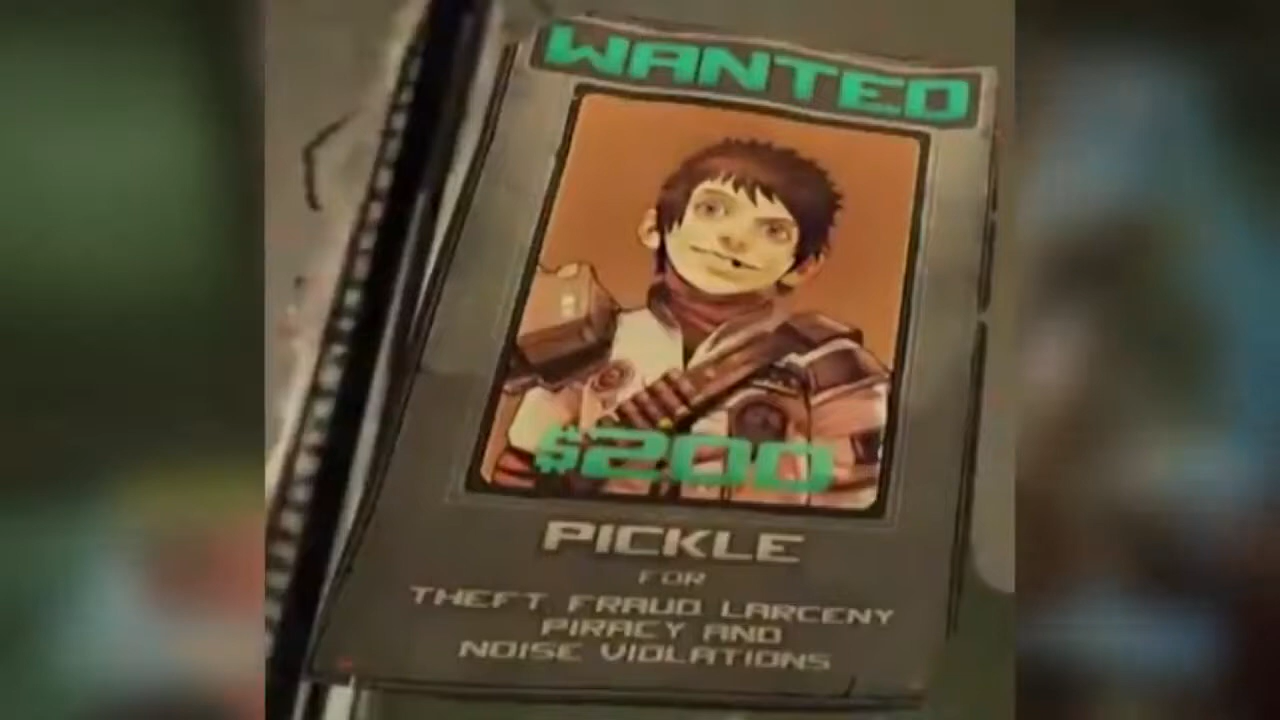 WANTED
$200
PICKLE
FOR
THEFT, FRAUD, LARCENY
PIRACY AND
NOISE VIOLATIONS